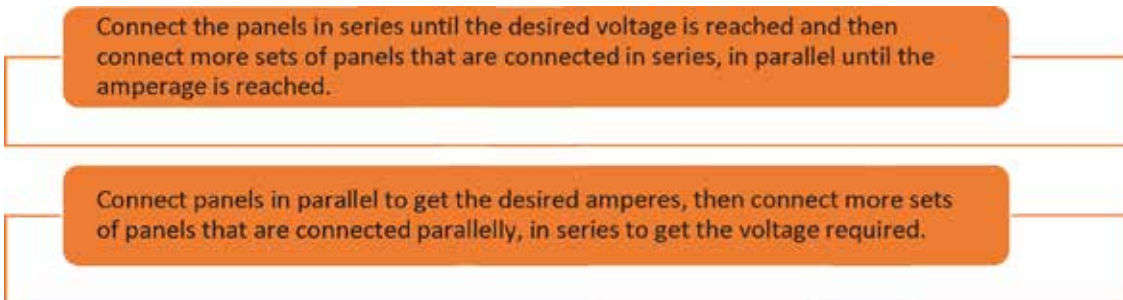 Connect the panels in series until the desired voltage is reached and then
connect more sets of panels that are connected in series, in parallel until the
amperage is reached.
Connect panels in parallel to get the desired amperes, then connect more sets
of panels that are connected parallelly, in series to get the voltage required.